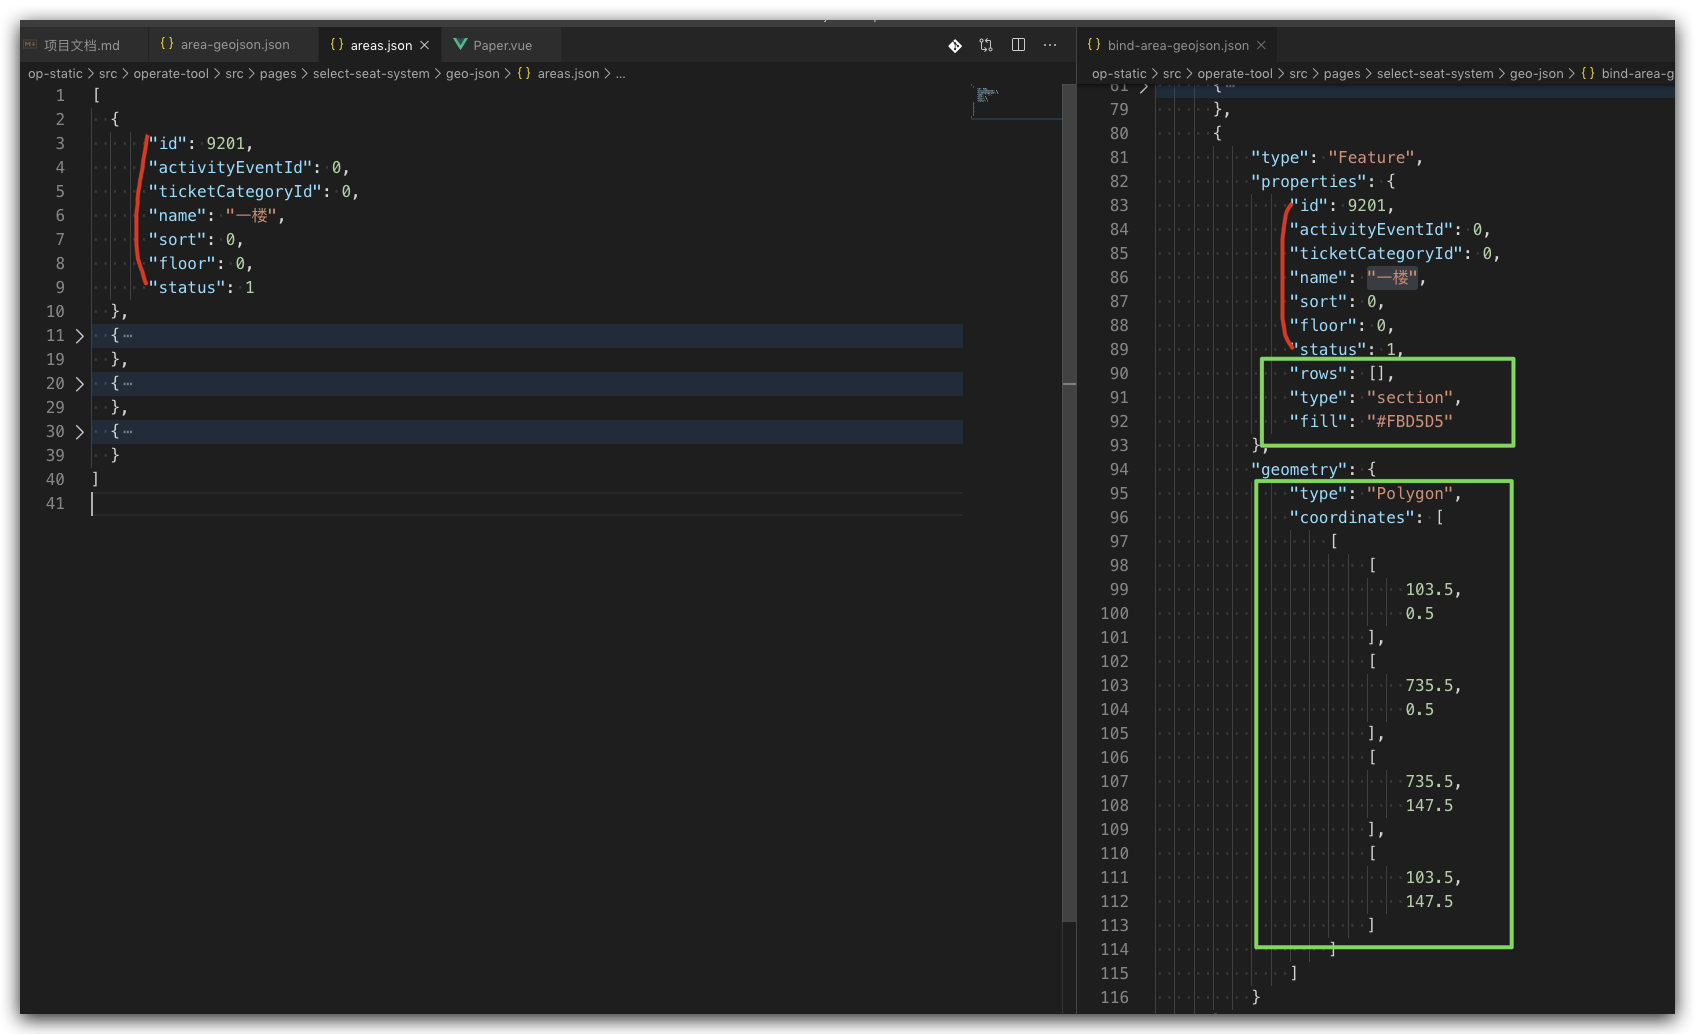 项目文档.md
{} area-geojson.json
{} areas.json ×
Paper.vue
op-static > src > operate-tool > src > pages > select-seat-system > geo-json > {} areas.json > ...
1 [
2 {
3 "id": 9201,
4 "activityEventId": 0,
5 "ticketCategoryId": 0,
6 "name": "一楼",
7 "sort": 0,
8 "floor": 0,
9 "status": 1
10 },
11 > { ...
19 },
20 > { ...
29 },
30 > { ...
39 }
40 ]
41
{} bind-area-geojson.json ×
op-static > src > operate-tool > src > pages > select-seat-system > geo-json > {} bind-area-g
61 > { ...
79 },
80 {
81 "type": "Feature",
82 "properties": {
83 "id": 9201,
84 "activityEventId": 0,
85 "ticketCategoryId": 0,
86 "name": "一楼",
87 "sort": 0,
88 "floor": 0,
89 "status": 1,
90 "rows": [],
91 "type": "section",
92 "fill": "#FBD5D5"
93 },
94 "geometry": {
95 "type": "Polygon",
96 "coordinates": [
97 [
98 [
99 103.5,
100 0.5
101 ],
102 [
103 735.5,
104 0.5
105 ],
106 [
107 735.5,
108 147.5
109 ],
110 [
111 103.5,
112 147.5
113 ]
114 ]
115 ]
116 }